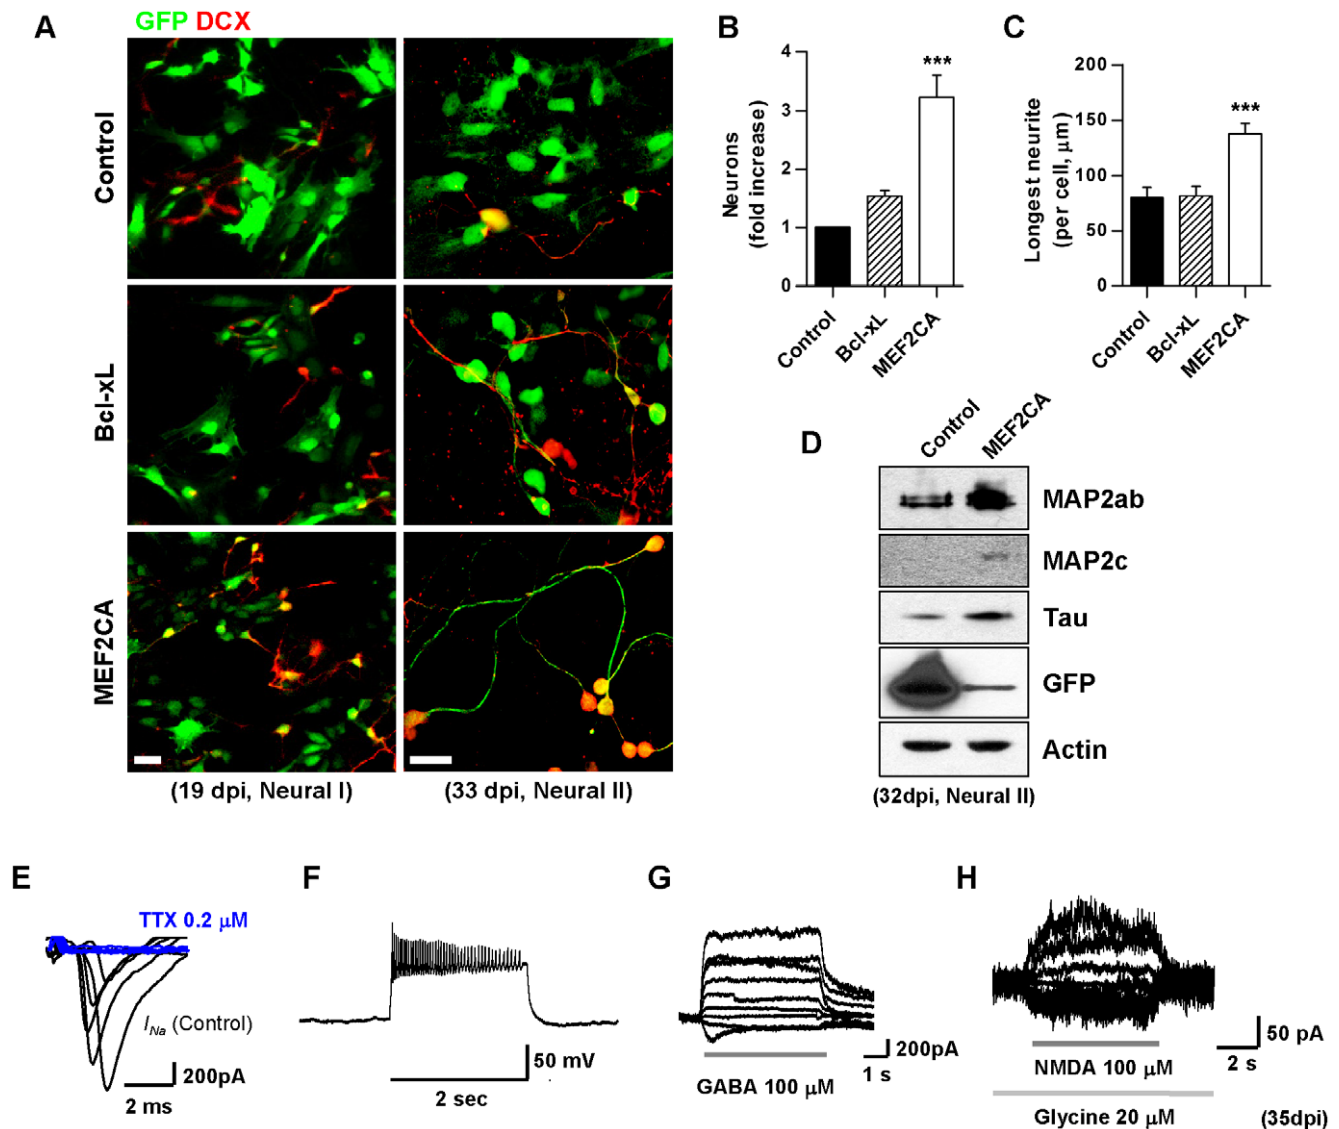 A
GFP DCX
Control
Bcl-xL
MEF2CA
(19 dpi, Neural I)
(33 dpi, Neural II)
B
Neurons
(fold increase)
4
3
2
1
0
***
Control
Bcl-xL
MEF2CA
C
Longest neurite
(per cell, μm)
200
150
100
50
0
***
Control
Bcl-xL
MEF2CA
D
Control
MEF2CA
MAP2ab
MAP2c
Tau
GFP
Actin
(32dpi, Neural II)
E
TTX 0.2 μM
INa (Control)
200pA
2 ms
F
50 mV
2 sec
G
200pA
1 s
GABA 100 μM
H
50 pA
2 s
NMDA 100 μM
Glycine 20 μM
(35dpi)